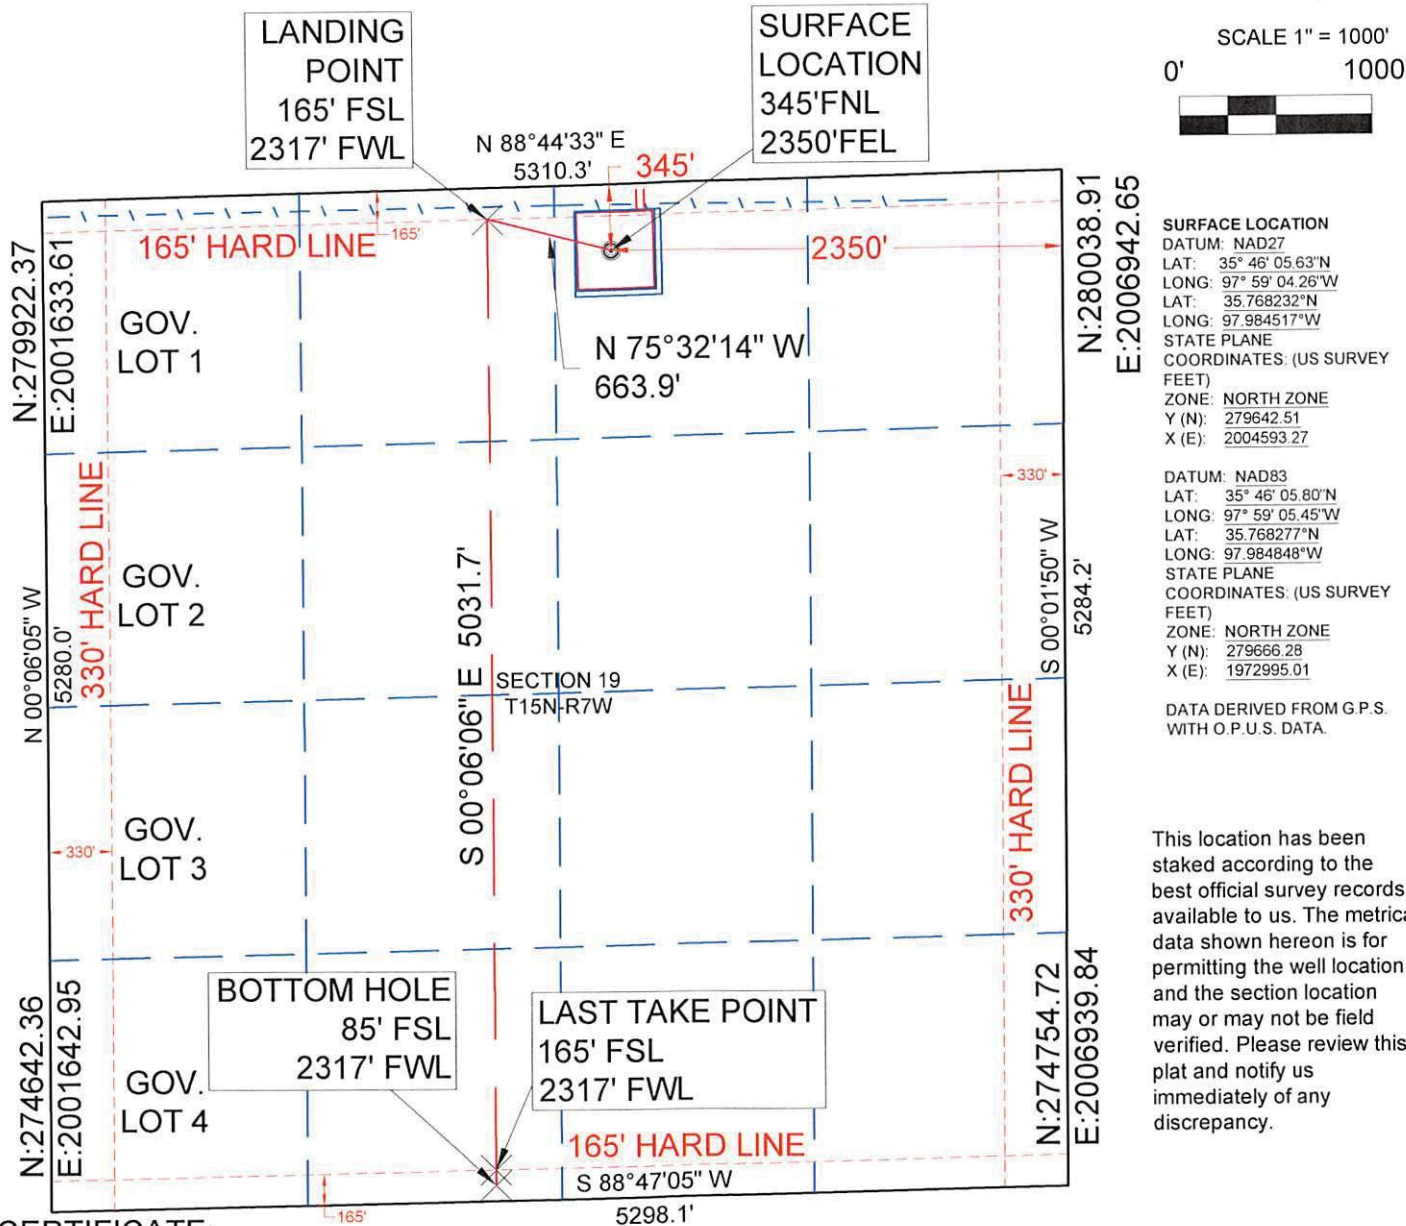 SCALE 1" = 1000'
0' 1000
LANDING
POINT
165' FSL
2317' FWL
SURFACE
LOCATION
345'FNL
2350'FEL
N 88°44'33" E
5310.3'
345'
165' HARD LINE
165'
2350'
N:279922.37
E:2001633.61
N:280038.91
E:2006942.65
GOV.
LOT 1
N 75°32'14" W
663.9'
330' HARD LINE
330'
GOV.
LOT 2
N 00°06'05" W
5280.0'
S 00°06'06" E 5031.7'
S 00°01'50" W
5284.2'
SECTION 19
T15N-R7W
330' HARD LINE
GOV.
LOT 3
330'
BOTTOM HOLE
85' FSL
2317' FWL
LAST TAKE POINT
165' FSL
2317' FWL
N:274642.36
E:2001642.95
N:274754.72
E:2006939.84
GOV.
LOT 4
165' HARD LINE
S 88°47'05" W
5298.1'
165'
SURFACE LOCATION
DATUM: NAD27
LAT: 35° 46' 05.63"N
LONG: 97° 59' 04.26"W
LAT: 35.768232°N
LONG: 97.984517°W
STATE PLANE
COORDINATES: (US SURVEY
FEET)
ZONE: NORTH ZONE
Y (N): 279642.51
X (E): 2004593.27
DATUM: NAD83
LAT: 35° 46' 05.80"N
LONG: 97° 59' 05.45"W
LAT: 35.768277°N
LONG: 97.984848°W
STATE PLANE
COORDINATES: (US SURVEY
FEET)
ZONE: NORTH ZONE
Y (N): 279666.28
X (E): 1972995.01
DATA DERIVED FROM G.P.S.
WITH O.P.U.S. DATA.
This location has been
staked according to the
best official survey records
available to us. The metrica
data shown hereon is for
permitting the well location
and the section location
may or may not be field
verified. Please review this
plat and notify us
immediately of any
discrepancy.